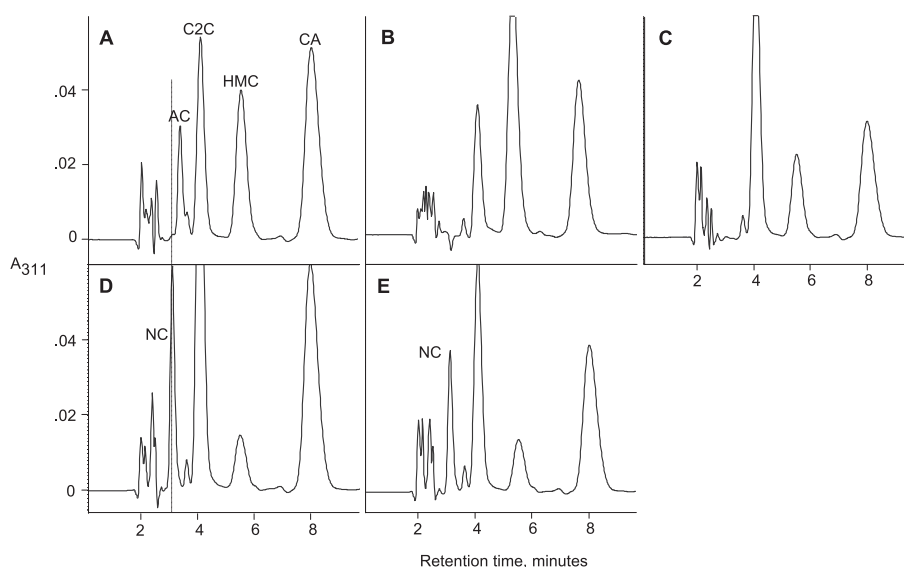 A
C2C
CA
HMC
AC
B
C
.04
.02
0
2 4 6 8
A311
D
NC
E
NC
.04
.02
0
2 4 6 8
2 4 6 8
Retention time, minutes